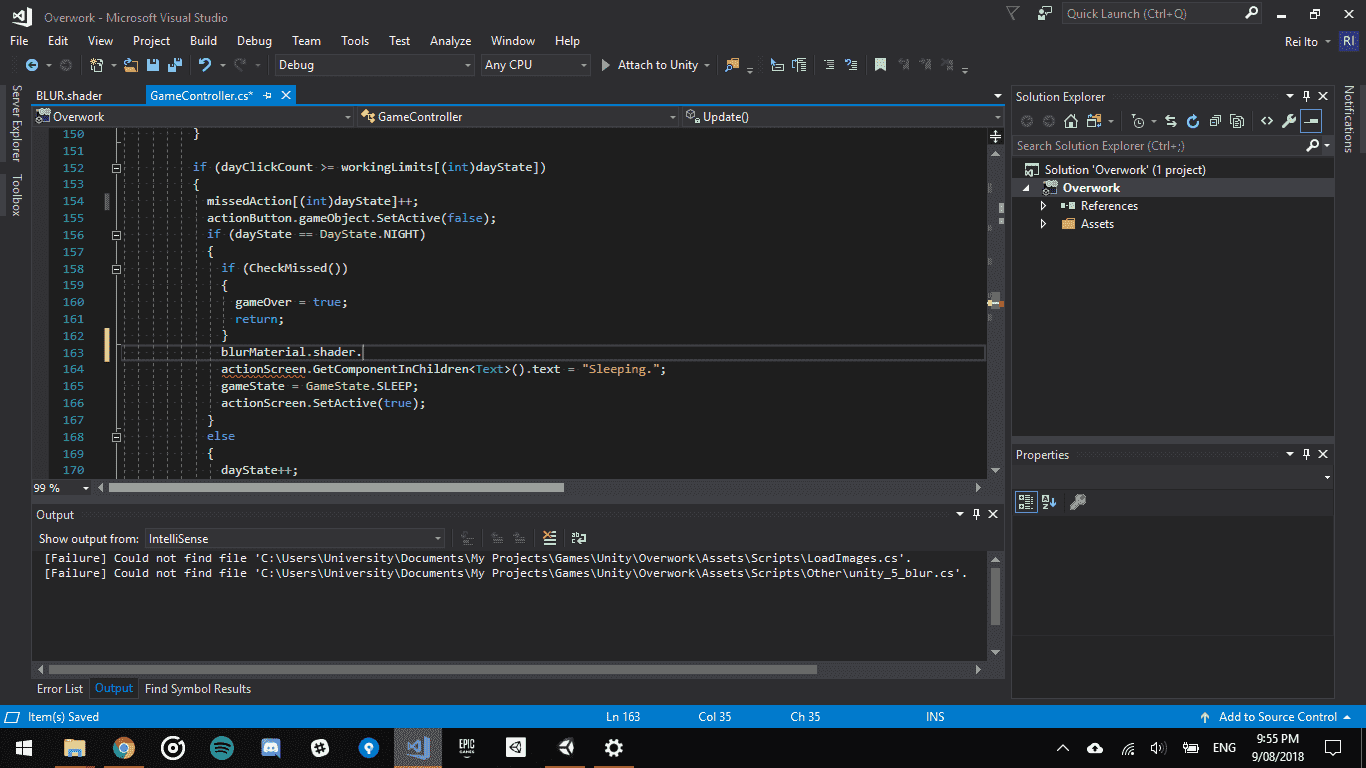 Overwork - Microsoft Visual Studio
Quick Launch (Ctrl+Q)
File Edit View Project Build Debug Team Tools Test Analyze Window Help
Rei Ito RI
Debug Any CPU Attach to Unity
Server Explorer
Toolbox
BLUR.shader GameController.cs*
Overwork GameController Update()
150 }
151
152 if (dayClickCount >= workingLimits[(int)dayState])
153 {
154 missedAction[(int)dayState]++;
155 actionButton.gameObject.SetActive(false);
156 if (dayState == DayState.NIGHT)
157 {
158 if (CheckMissed())
159 {
160 gameOver = true;
161 return;
162 }
163 blurMaterial.shader.
164 actionScreen.GetComponentInChildren<Text>().text = "Sleeping.";
165 gameState = GameState.SLEEP;
166 actionScreen.SetActive(true);
167 }
168 else
169 {
170 dayState++;
99 %
Output
Show output from: IntelliSense
[Failure] Could not find file 'C:\Users\University\Documents\My Projects\Games\Unity\Overwork\Assets\Scripts\LoadImages.cs'.
[Failure] Could not find file 'C:\Users\University\Documents\My Projects\Games\Unity\Overwork\Assets\Scripts\Other\unity_5_blur.cs'.
Error List Output Find Symbol Results
Solution Explorer
Search Solution Explorer (Ctrl+;)
Solution 'Overwork' (1 project)
Overwork
References
Assets
Properties
Notifications
Item(s) Saved Ln 163 Col 35 Ch 35 INS Add to Source Control
EPIC
GAMES
ENG
9:55 PM
9/08/2018